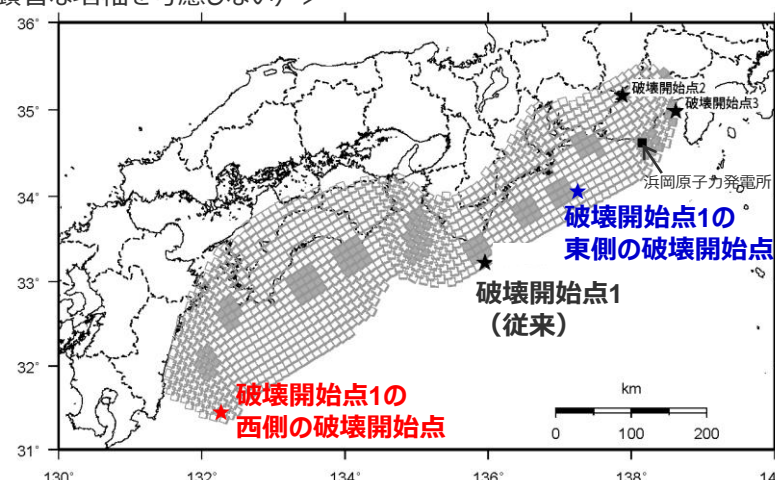 36°
破壊開始点2
35°
破壊開始点3
浜岡原子力発電所
34°
破壊開始点1の
東側の破壊開始点
33°
破壊開始点1
（従来）
32°
破壊開始点1の
西側の破壊開始点
km
0 100 200
31°
130° 132° 134° 136° 138°